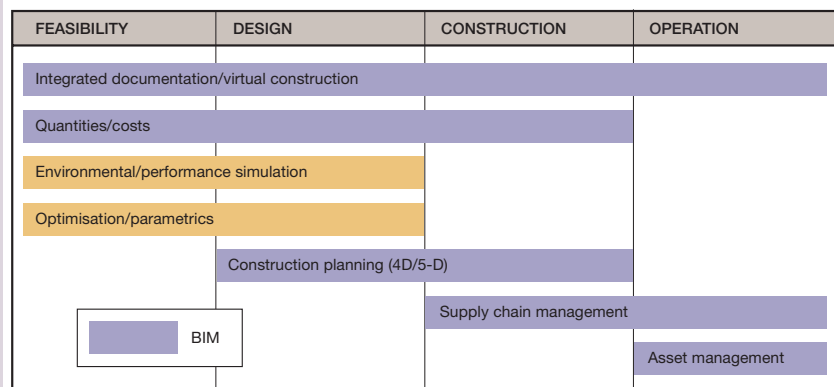 FEASIBILITY DESIGN CONSTRUCTION OPERATION
Integrated documentation/virtual construction
Quantities/costs
Environmental/performance simulation
Optimisation/parametrics
Construction planning (4D/5-D)
Supply chain management
BIM
Asset management